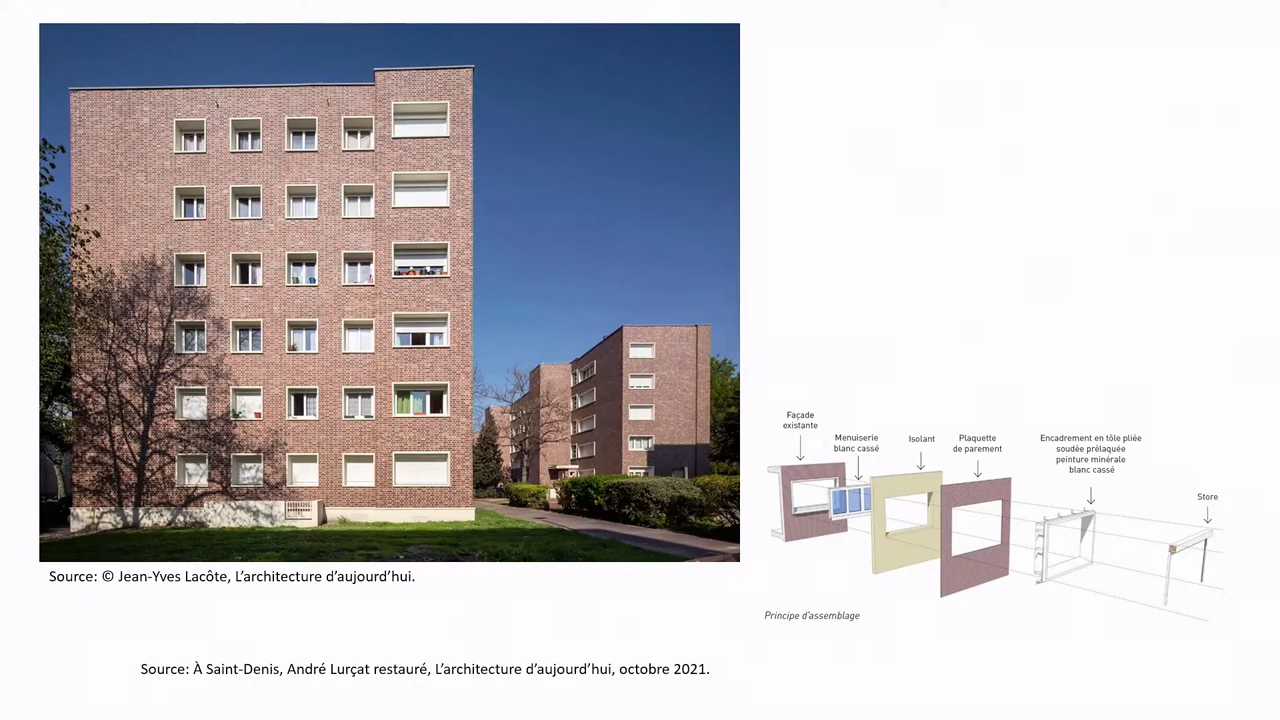 Façade
existante
Menuiserie
blanc cassé
Isolant
Plaquette
de parement
Encadrement en tôle pliée
soudée prélaquée
peinture minérale
blanc cassé
Store
Principe d'assemblage
Source: © Jean-Yves Lacôte, L’architecture d’aujourd’hui.
Source: À Saint-Denis, André Lurçat restauré, L’architecture d’aujourd’hui, octobre 2021.